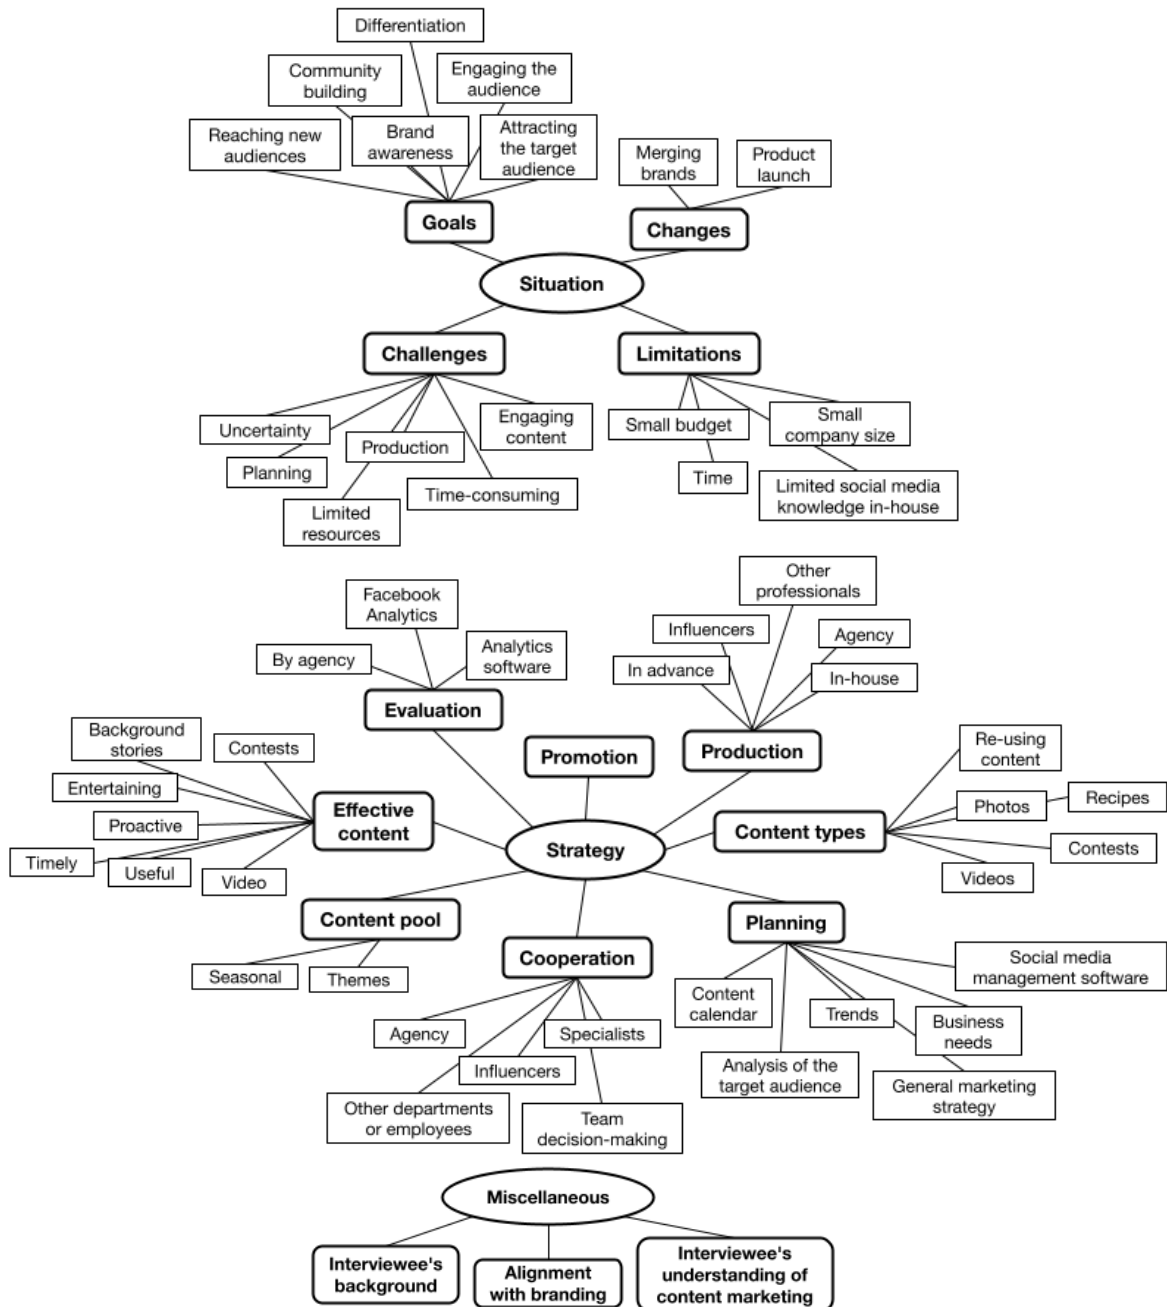 Differentiation
Community
building
Engaging the
audience
Reaching new
audiences
Brand
awareness
Attracting
the target
audience
Merging
brands
Product
launch
Goals
Changes
Situation
Challenges
Limitations
Uncertainty
Planning
Production
Engaging
content
Limited
resources
Time-consuming
Small budget
Small
company size
Time
Limited social media
knowledge in-house
Facebook
Analytics
By agency
Analytics
software
Evaluation
Other
professionals
Influencers
Agency
In advance
In-house
Production
Promotion
Background
stories
Contests
Entertaining
Proactive
Timely
Useful
Video
Effective
content
Strategy
Content types
Re-using
content
Photos
Recipes
Contests
Videos
Content pool
Seasonal
Themes
Cooperation
Agency
Specialists
Influencers
Other departments
or employees
Team
decision-making
Planning
Social media
management software
Content
calendar
Trends
Business
needs
Analysis of the
target audience
General marketing
strategy
Miscellaneous
Interviewee's
background
Alignment
with branding
Interviewee's
understanding of
content marketing